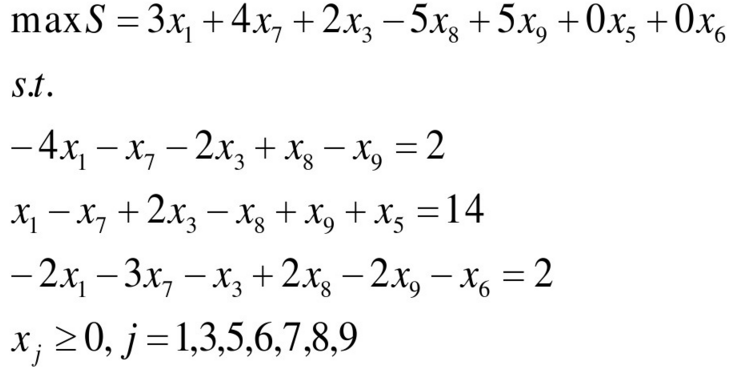 max S = 3x₁ + 4x₇ + 2x₃ − 5x₈ + 5x₉ + 0x₅ + 0x₆
s.t.
− 4x₁ − x₇ − 2x₃ + x₈ − x₉ = 2
x₁ − x₇ + 2x₃ − x₈ + x₉ + x₅ = 14
− 2x₁ − 3x₇ − x₃ + 2x₈ − 2x₉ − x₆ = 2
xⱼ ≥ 0, j = 1,3,5,6,7,8,9